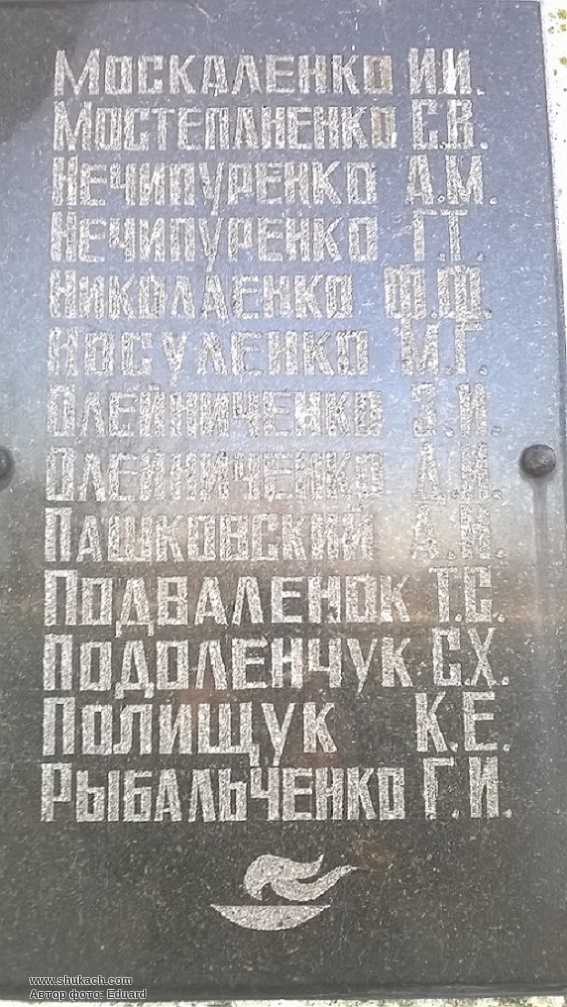 Москаленко И.И.
Мостепаненко С.В.
Нечипуренко А.М.
Нечипуренко Г.Т.
Николаенко Ф.Ф.
Носуленко М.Г.
Олейниченко З.И.
Олейниченко Д.И.
Пашковский А.Н.
Подваленок Т.С.
Подоленчук С.Х.
Полищук К.Е.
Рыбальченко Г.И.
www.shukach.com
Автор фото: Eduard